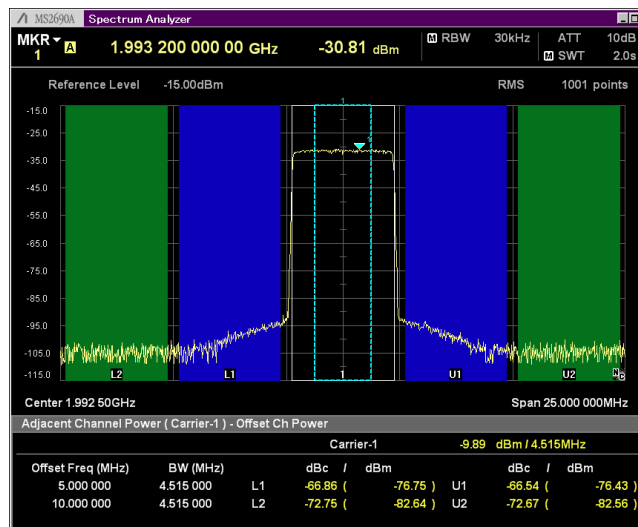 MS2690A Spectrum Analyzer
MKR 1 A 1.993 200 000 00 GHz -30.81 dBm M RBW 30kHz ATT 10dB
M SWT 2.0s
Reference Level -15.00dBm RMS 1001 points
1
-15.0
-25.0
-35.0
-45.0
-55.0
-65.0
-75.0
-85.0
-95.0
-105.0
-115.0
1
L2 L1 1 U1 U2
Center 1.992 50GHz Span 25.000 000MHz
Adjacent Channel Power ( Carrier-1 ) - Offset Ch Power
Carrier-1 -9.89 dBm / 4.515MHz
Offset Freq (MHz) BW (MHz) dBc / dBm dBc / dBm
5.000 000 4.515 000 L1 -66.86 ( -76.75 ) U1 -66.54 ( -76.43 )
10.000 000 4.515 000 L2 -72.75 ( -82.64 ) U2 -72.67 ( -82.56 )